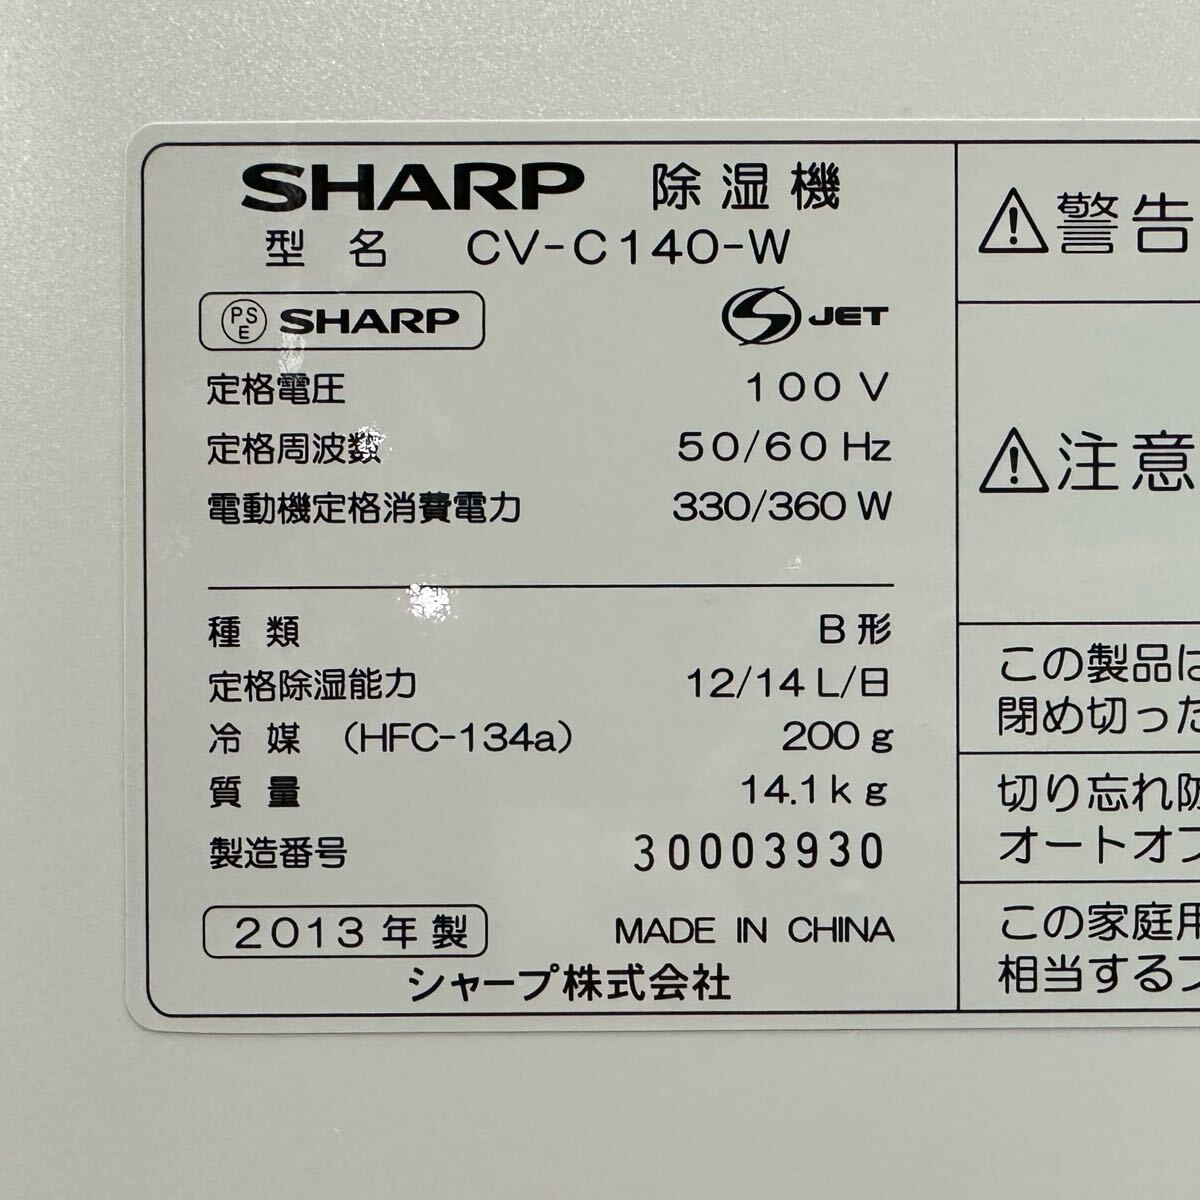 SHARP 除湿機
型名 CV-C140-W
PSE SHARP
S JET
定格電圧 100 V
定格周波数 50/60 Hz
電動機定格消費電力 330/360 W
種類 B形
定格除湿能力 12/14 L/日
冷媒 (HFC-134a) 200 g
質量 14.1 kg
製造番号 30003930
2013年製 MADE IN CHINA
シャープ株式会社
警告
注意
この製品は
閉め切った
切り忘れ防
オートオフ
この家庭用
相当するフ